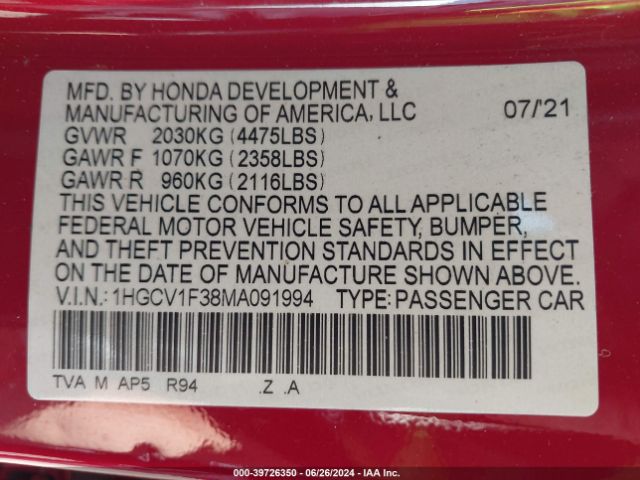 MFD. BY HONDA DEVELOPMENT &
MANUFACTURING OF AMERICA, LLC 07/'21
GVWR 2030KG (4475LBS)
GAWR F 1070KG (2358LBS)
GAWR R 960KG (2116LBS)
THIS VEHICLE CONFORMS TO ALL APPLICABLE
FEDERAL MOTOR VEHICLE SAFETY, BUMPER,
AND THEFT PREVENTION STANDARDS IN EFFECT
ON THE DATE OF MANUFACTURE SHOWN ABOVE.
V.I.N.: 1HGCV1F38MA091994 TYPE: PASSENGER CAR
TVA M AP5 R94 .Z .A
000-39726350 | 06/26/2024 | IAA Inc.